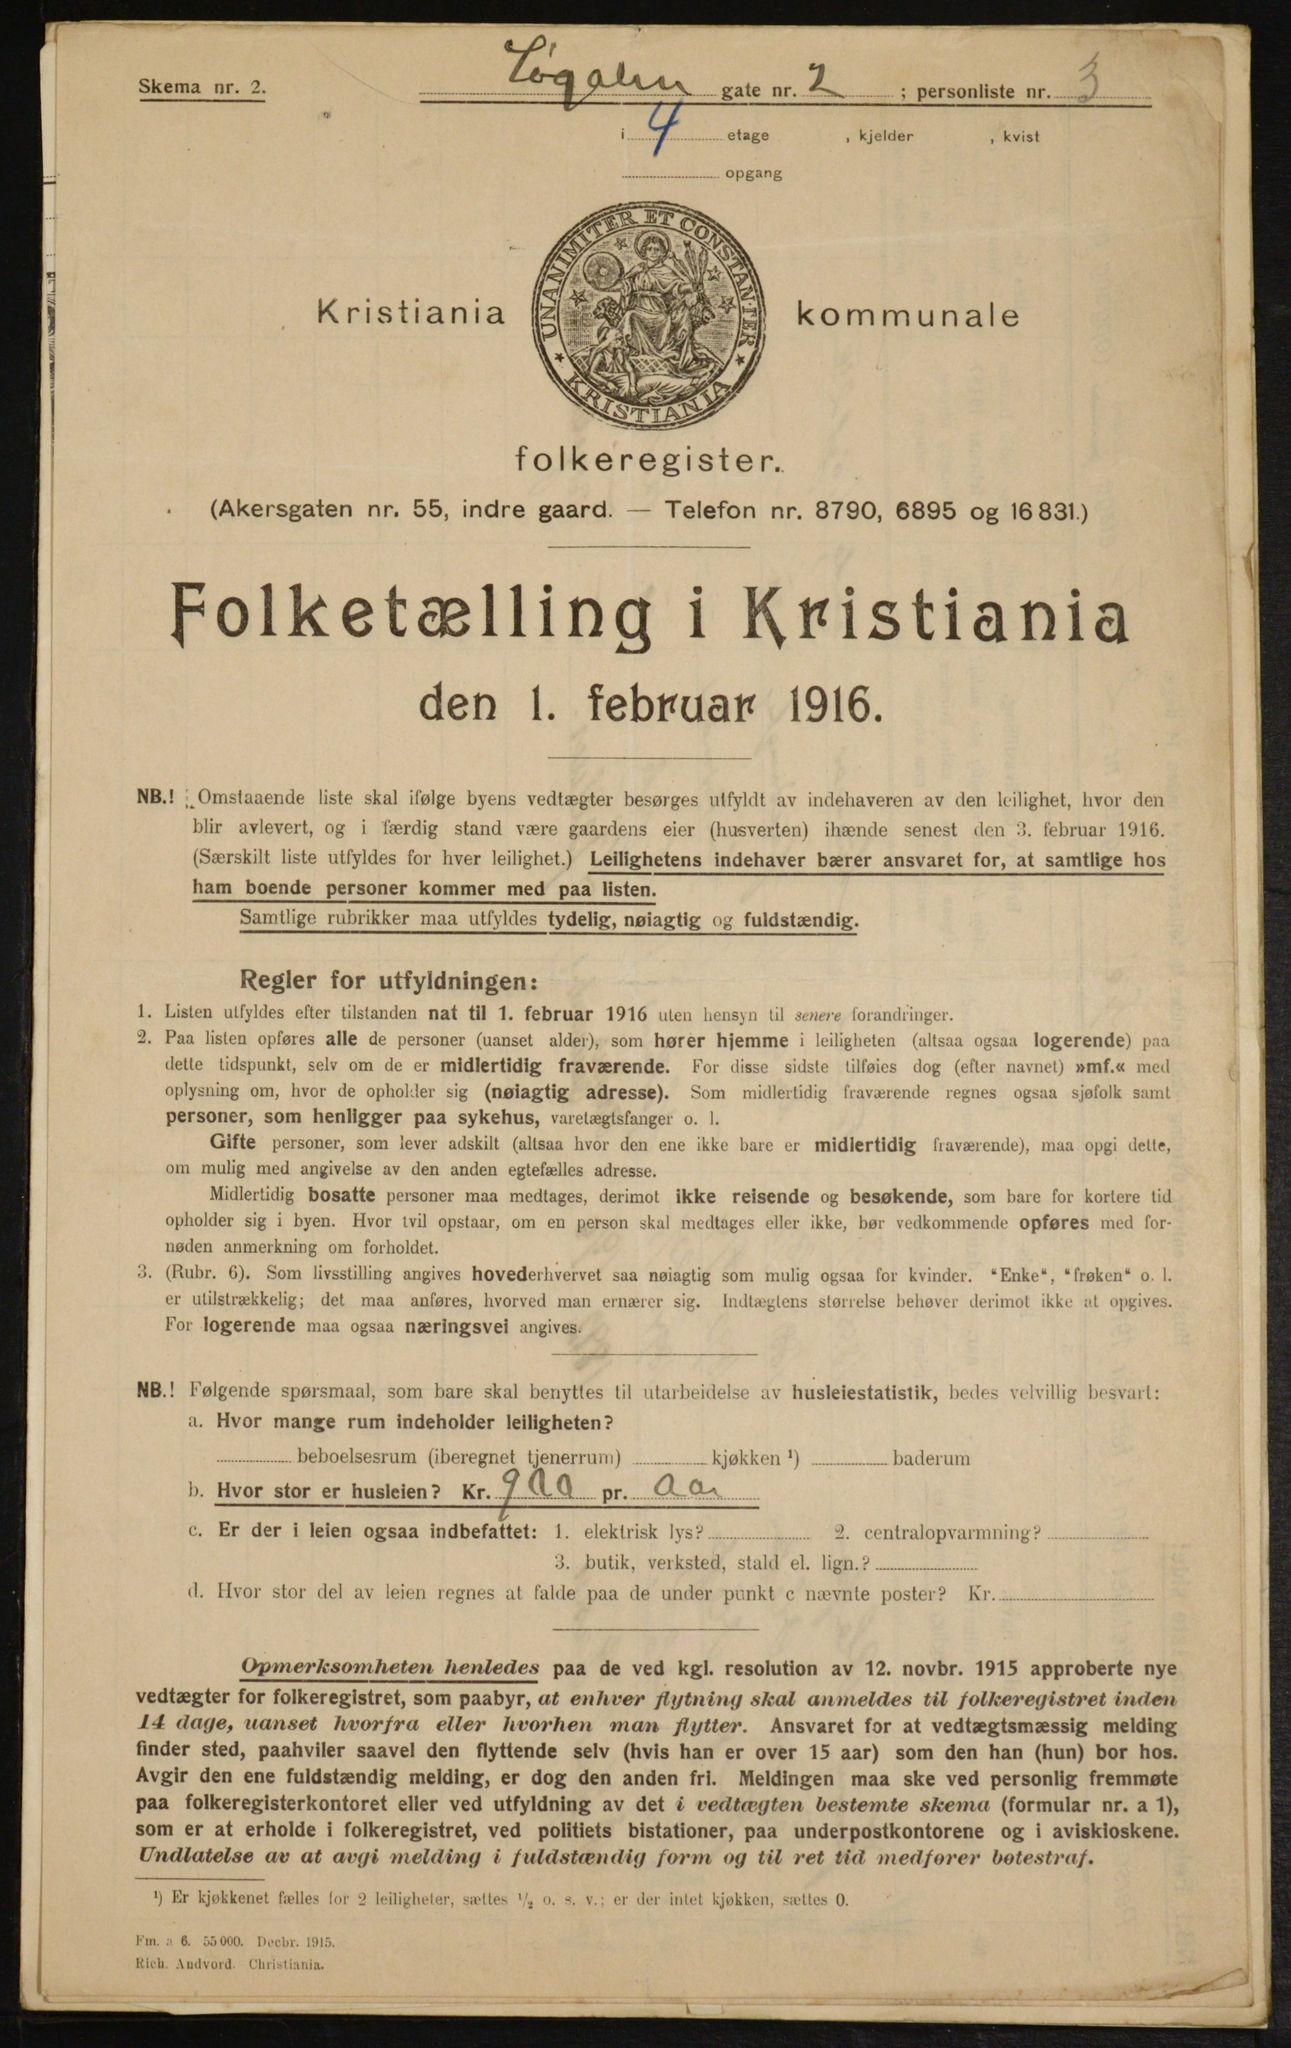 Skema nr. 2.
gate nr. 2 ; personliste nr. 3
i 4 etage , kjelder , kvist
opgang
UNANIMITER ET CONSTANTER
KRISTIANIA
Kristiania kommunale
folkeregister.
(Akersgaten nr. 55, indre gaard. — Telefon nr. 8790, 6895 og 16 831.)
Folketælling i Kristiania
den 1. februar 1916.
NB.! Omstaaende liste skal ifølge byens vedtægter besørges utfyldt av indehaveren av den leilighet, hvor den
blir avlevert, og i færdig stand være gaardens eier (husverten) ihænde senest den 3. februar 1916.
(Særskilt liste utfyldes for hver leilighet.) Leilighetens indehaver bærer ansvaret for, at samtlige hos
ham boende personer kommer med paa listen.
Samtlige rubrikker maa utfyldes tydelig, nøiagtig og fuldstændig.
Regler for utfyldningen:
1. Listen utfyldes efter tilstanden nat til 1. februar 1916 uten hensyn til senere forandringer.
2. Paa listen opføres alle de personer (uanset alder), som hører hjemme i leiligheten (altsaa ogsaa logerende) paa
dette tidspunkt, selv om de er midlertidig fraværende. For disse sidste tilføies dog (efter navnet) »mf.« med
oplysning om, hvor de opholder sig (nøiagtig adresse). Som midlertidig fraværende regnes ogsaa sjøfolk samt
personer, som henligger paa sykehus, varetægtsfanger o. l.
Gifte personer, som lever adskilt (altsaa hvor den ene ikke bare er midlertidig fraværende), maa opgi dette,
om mulig med angivelse av den anden egtefælles adresse.
Midlertidig bosatte personer maa medtages, derimot ikke reisende og besøkende, som bare for kortere tid
opholder sig i byen. Hvor tvil opstaar, om en person skal medtages eller ikke, bør vedkommende opføres med for-
nøden anmerkning om forholdet.
3. (Rubr. 6). Som livsstilling angives hovederhvervet saa nøiagtig som mulig ogsaa for kvinder. “Enke“, “frøken“ o. l.
er utilstrækkelig; det maa anføres, hvorved man ernærer sig. Indtægtens størrelse behøver derimot ikke at opgives.
For logerende maa ogsaa næringsvei angives.
NB.! Følgende spørsmaal, som bare skal benyttes til utarbeidelse av husleiestatistik, bedes velvillig besvart:
a. Hvor mange rum indeholder leiligheten?
beboelsesrum (iberegnet tjenerrum) kjøkken ¹) baderum
b. Hvor stor er husleien? Kr. 900 pr. Aar
c. Er der i leien ogsaa indbefattet: 1. elektrisk lys? 2. centralopvarmning?
3. butik, verksted, stald el. lign.?
d. Hvor stor del av leien regnes at falde paa de under punkt c nævnte poster? Kr.
Opmerksomheten henledes paa de ved kgl. resolution av 12. novbr. 1915 approberte nye
vedtægter for folkeregistret, som paabyr, at enhver flytning skal anmeldes til folkeregistret inden
14 dage, uanset hvorfra eller hvorhen man flytter. Ansvaret for at vedtægtsmæssig melding
finder sted, paahviler saavel den flyttende selv (hvis han er over 15 aar) som den han (hun) bor hos.
Avgir den ene fuldstændig melding, er dog den anden fri. Meldingen maa ske ved personlig fremmøte
paa folkeregisterkontoret eller ved utfyldning av det i vedtægten bestemte skema (formular nr. a 1),
som er at erholde i folkeregistret, ved politiets bistationer, paa underpostkontorene og i aviskioskene.
Undlatelse av at avgi melding i fuldstændig form og til ret tid medfører bøtestraf.
¹) Er kjøkkenet fælles for 2 leiligheter, sættes ½ o. s. v.; er der intet kjøkken, sættes 0.
Fm. a 6. 55 000. Decbr. 1915.
Rich. Andvord. Christiania.